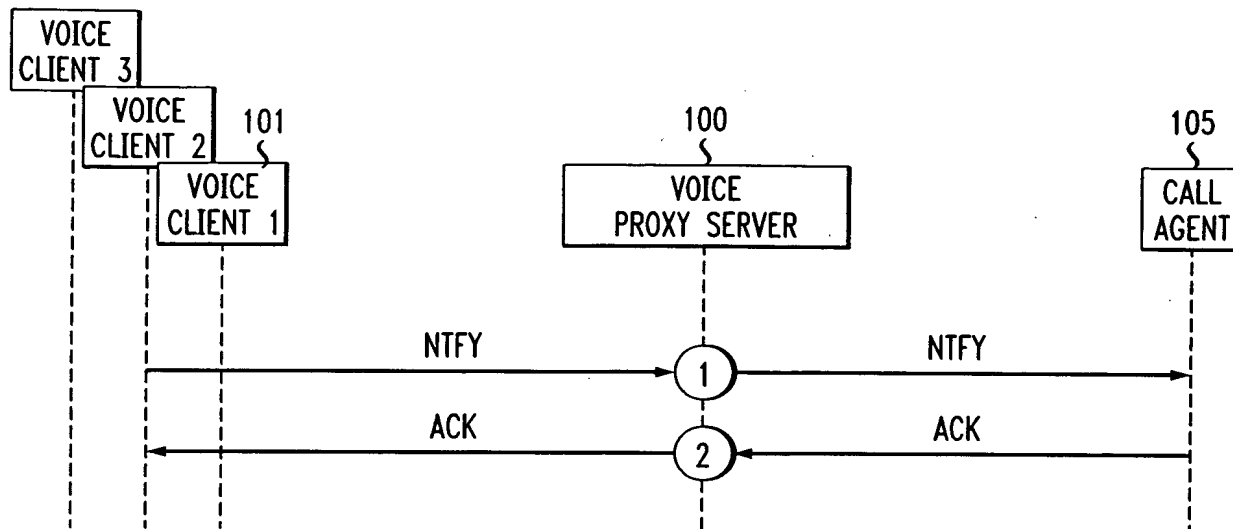 VOICE
CLIENT 3
VOICE
CLIENT 2
101
VOICE
CLIENT 1
100
VOICE
PROXY SERVER
105
CALL
AGENT
NTFY
1
NTFY
ACK
2
ACK